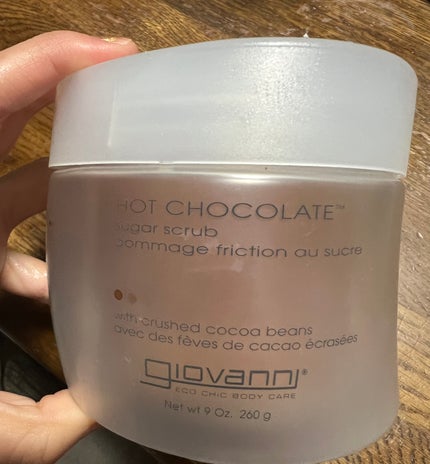 HOT CHOCOLATE™
sugar scrub
gommage friction au sucre
with crushed cocoa beans
avec des fèves de cacao écrasées
giovanni®
ECO CHIC BODY CARE
Net wt 9 Oz. 260 g